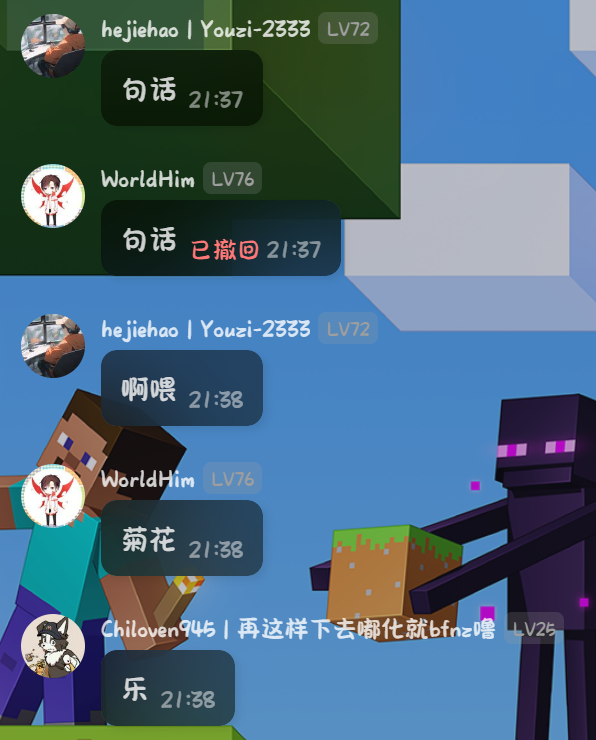 hejiehao | Youzi-2333 LV72
句话 21:37
WorldHim LV76
句话 已撤回 21:37
hejiehao | Youzi-2333 LV72
啊喂 21:38
WorldHim LV76
菊花 21:38
Chiloven945 | 再这样下去嘟化就bfnz噜 LV25
乐 21:38